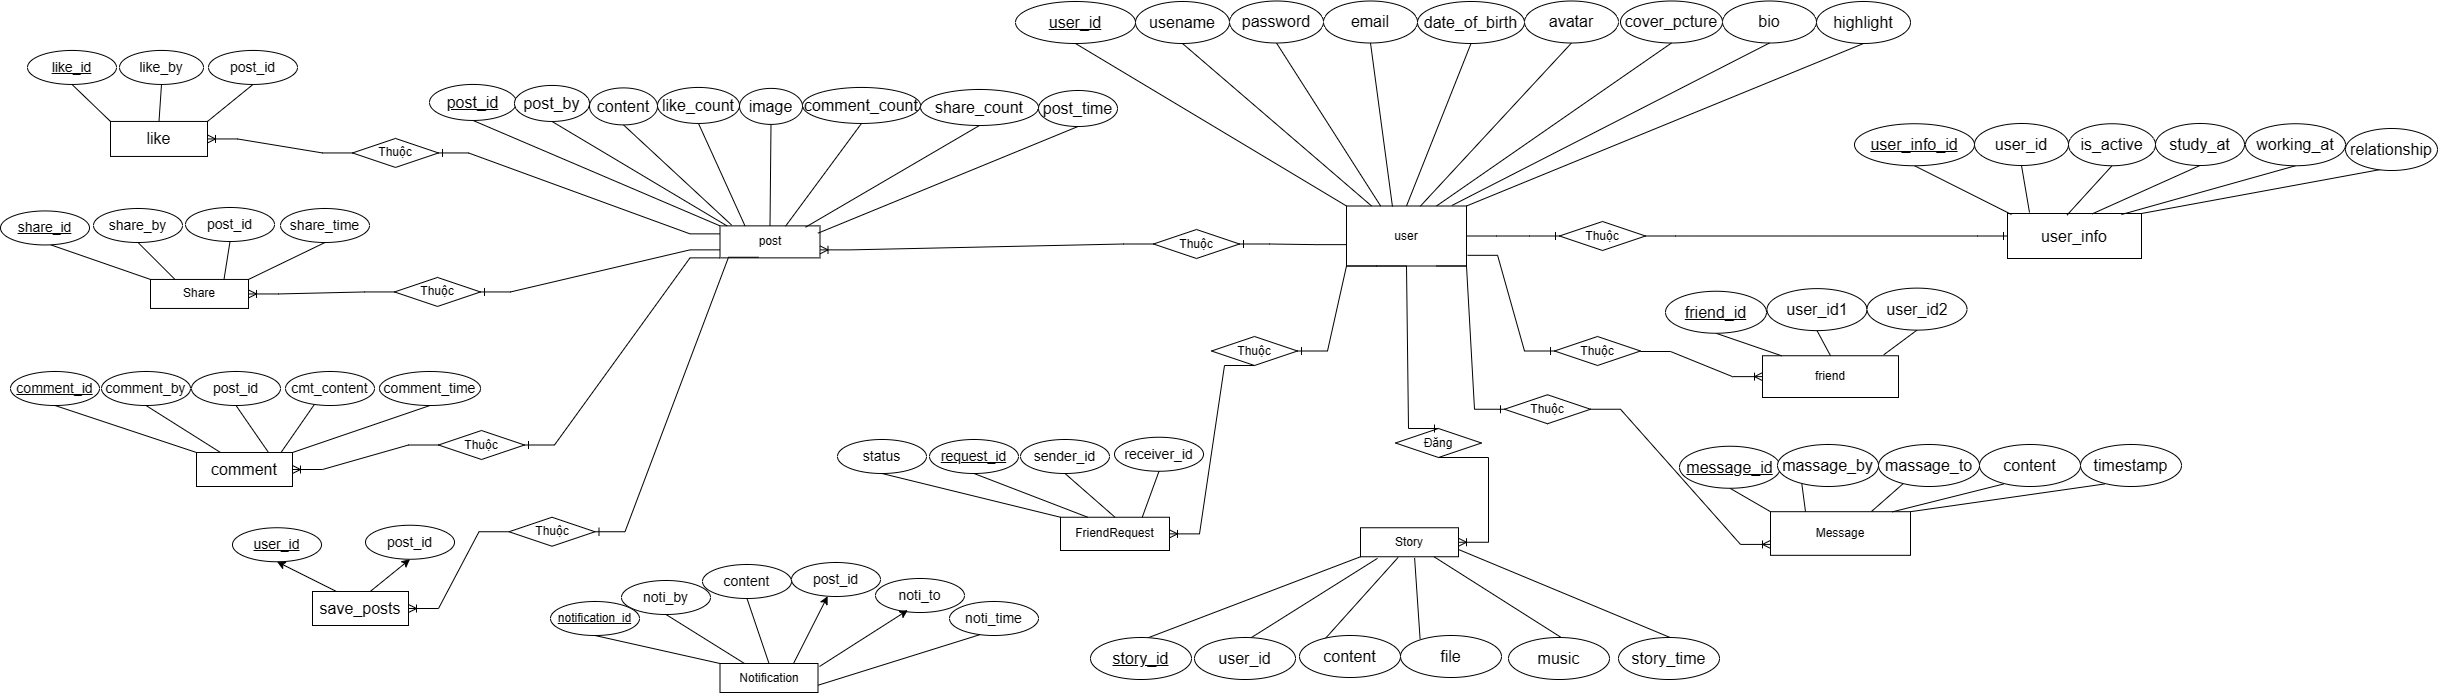 user_id
usename
password
email
date_of_birth
avatar
cover_pcture
bio
highlight
like_id
like_by
post_id
like
Thuộc
post_id
post_by
content
like_count
image
comment_count
share_count
post_time
user_info_id
user_id
is_active
study_at
working_at
relationship
share_id
share_by
post_id
share_time
Share
Thuộc
post
Thuộc
user
Thuộc
user_info
friend_id
user_id1
user_id2
Thuộc
Thuộc
friend
comment_id
comment_by
post_id
cmt_content
comment_time
comment
Thuộc
Thuộc
Đăng
status
request_id
sender_id
receiver_id
FriendRequest
message_id
massage_by
massage_to
content
timestamp
Message
user_id
post_id
save_posts
Thuộc
Story
notification_id
noti_by
content
post_id
noti_to
noti_time
Notification
story_id
user_id
content
file
music
story_time